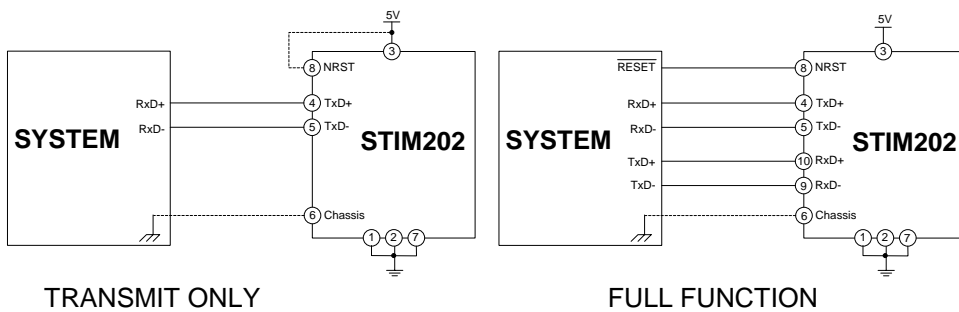 5V
3
8 NRST
RxD+ 4 TxD+
RxD- 5 TxD-
SYSTEM STIM202
6 Chassis
1 2 7
TRANSMIT ONLY
5V
3
RESET 8 NRST
RxD+ 4 TxD+
RxD- 5 TxD-
SYSTEM STIM202
TxD+ 10 RxD+
TxD- 9 RxD-
6 Chassis
1 2 7
FULL FUNCTION